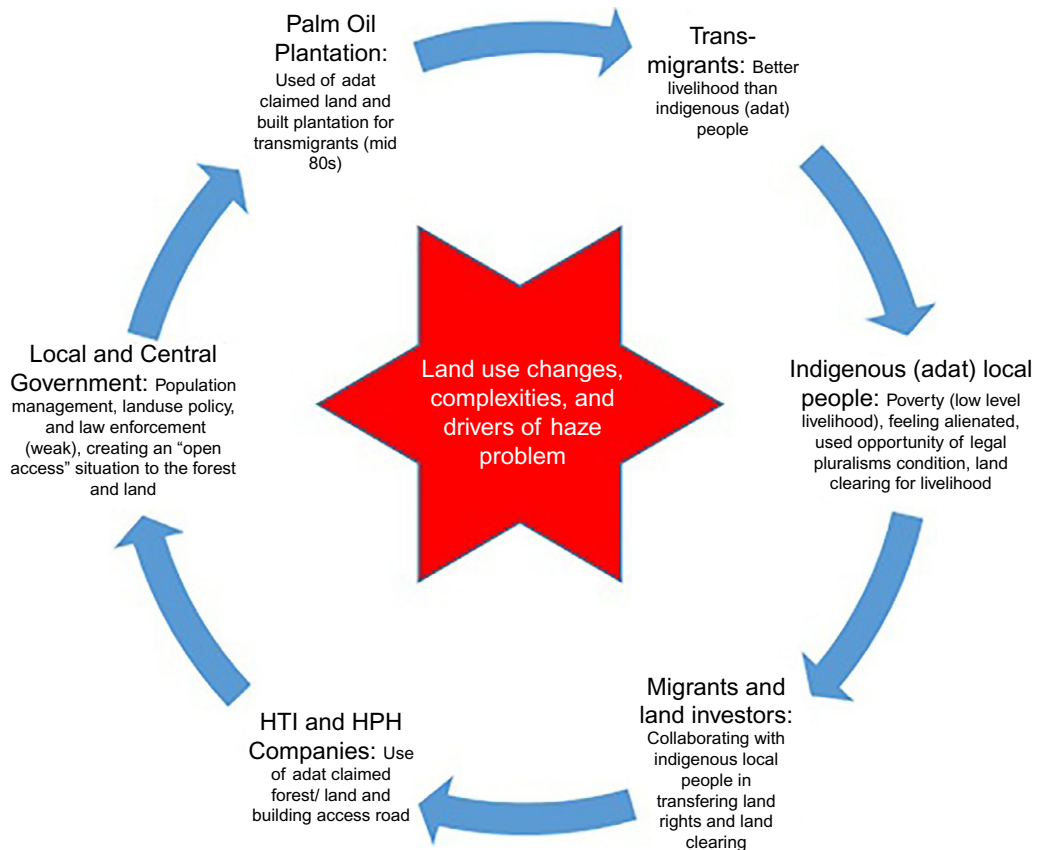 Palm Oil
Plantation:
Used of adat
claimed land and
built plantation for
transmigrants (mid
80s)
Trans-
migrants: Better
livelihood than
indigenous (adat)
people
Indigenous (adat) local
people: Poverty (low level
livelihood), feeling alienated,
used opportunity of legal
pluralisms condition, land
clearing for livelihood
Migrants and
land investors:
Collaborating with
indigenous local
people in
transfering land
rights and land
clearing
HTI and HPH
Companies: Use
of adat claimed
forest/ land and
building access road
Local and Central
Government: Population
management, landuse policy,
and law enforcement
(weak), creating an “open
access” situation to the forest
and land
Land use changes,
complexities, and
drivers of haze
problem